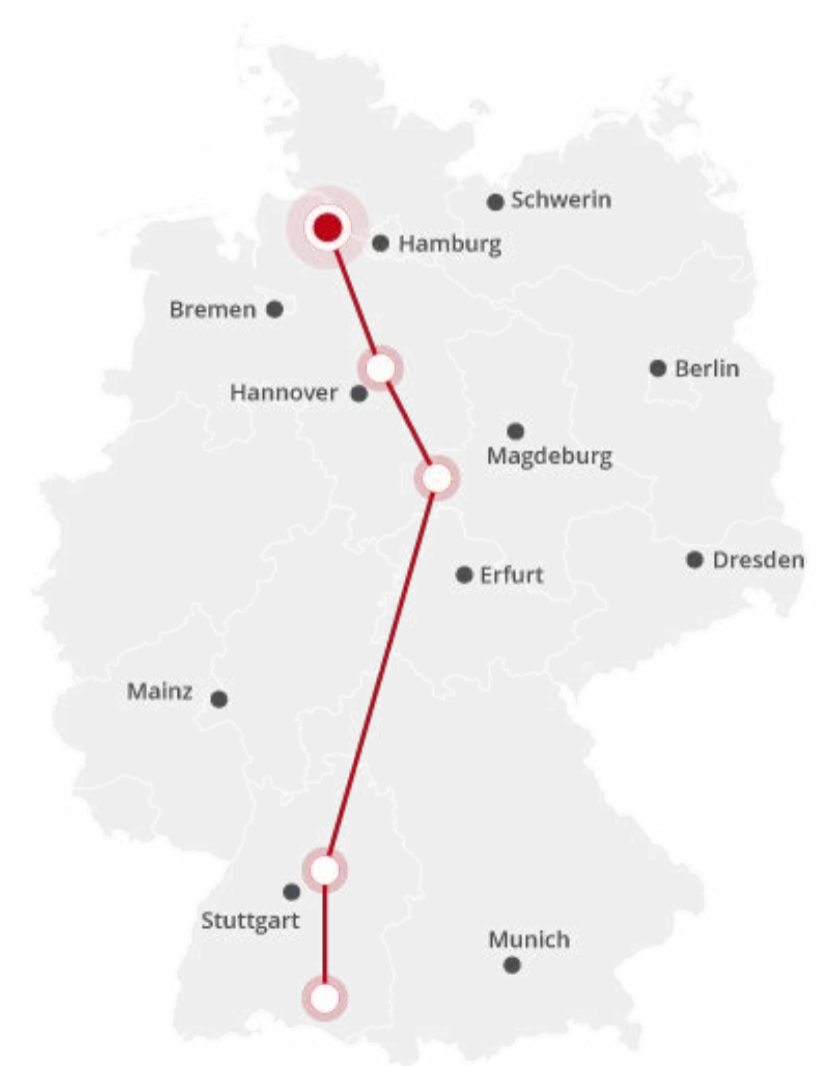 Schwerin
Hamburg
Bremen
Berlin
Hannover
Magdeburg
Dresden
Erfurt
Mainz
Stuttgart
Munich